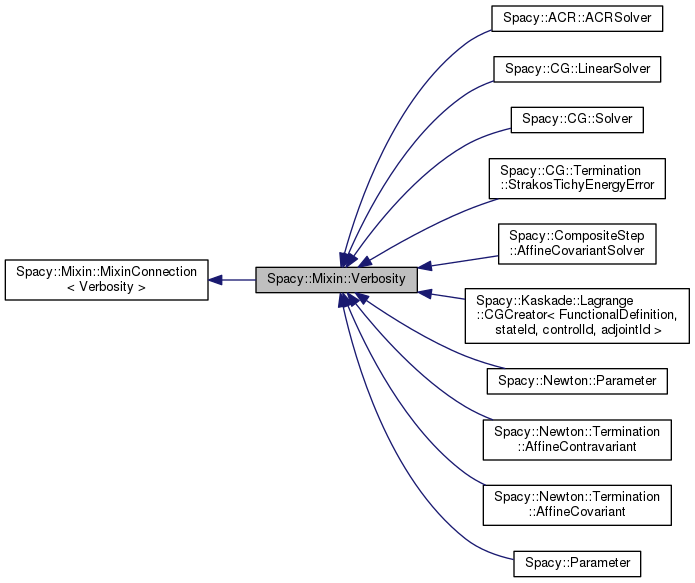 Spacy::ACR::ACRSolver
Spacy::CG::LinearSolver
Spacy::CG::Solver
Spacy::CG::Termination
::StrakosTichyEnergyError
Spacy::CompositeStep
::AffineCovariantSolver
Spacy::Mixin::MixinConnection
< Verbosity >
Spacy::Mixin::Verbosity
Spacy::Kaskade::Lagrange
::CGCreator< FunctionalDefinition,
stateId, controlId, adjointId >
Spacy::Newton::Parameter
Spacy::Newton::Termination
::AffineContravariant
Spacy::Newton::Termination
::AffineCovariant
Spacy::Parameter